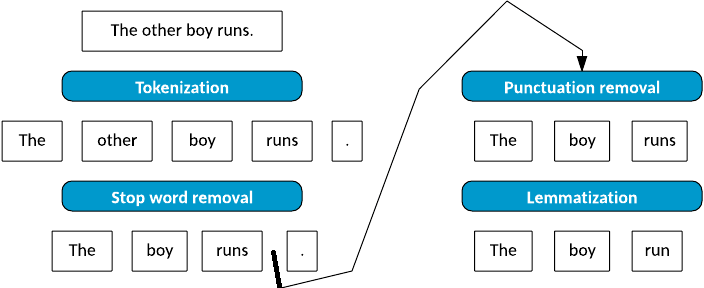 The other boy runs.
Tokenization
The other boy runs .
Stop word removal
The boy runs .
Punctuation removal
The boy runs
Lemmatization
The boy run